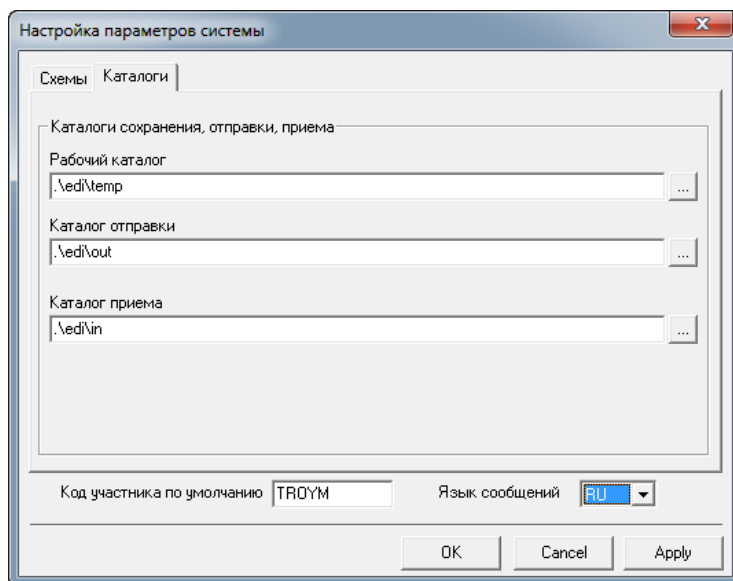 Настройка параметров системы
Схемы Каталоги
Каталоги сохранения, отправки, приема
Рабочий каталог
.\edi\temp
...
Каталог отправки
.\edi\out
...
Каталог приема
.\edi\in
...
Код участника по умолчанию TROYM Язык сообщений RU
OK Cancel Apply